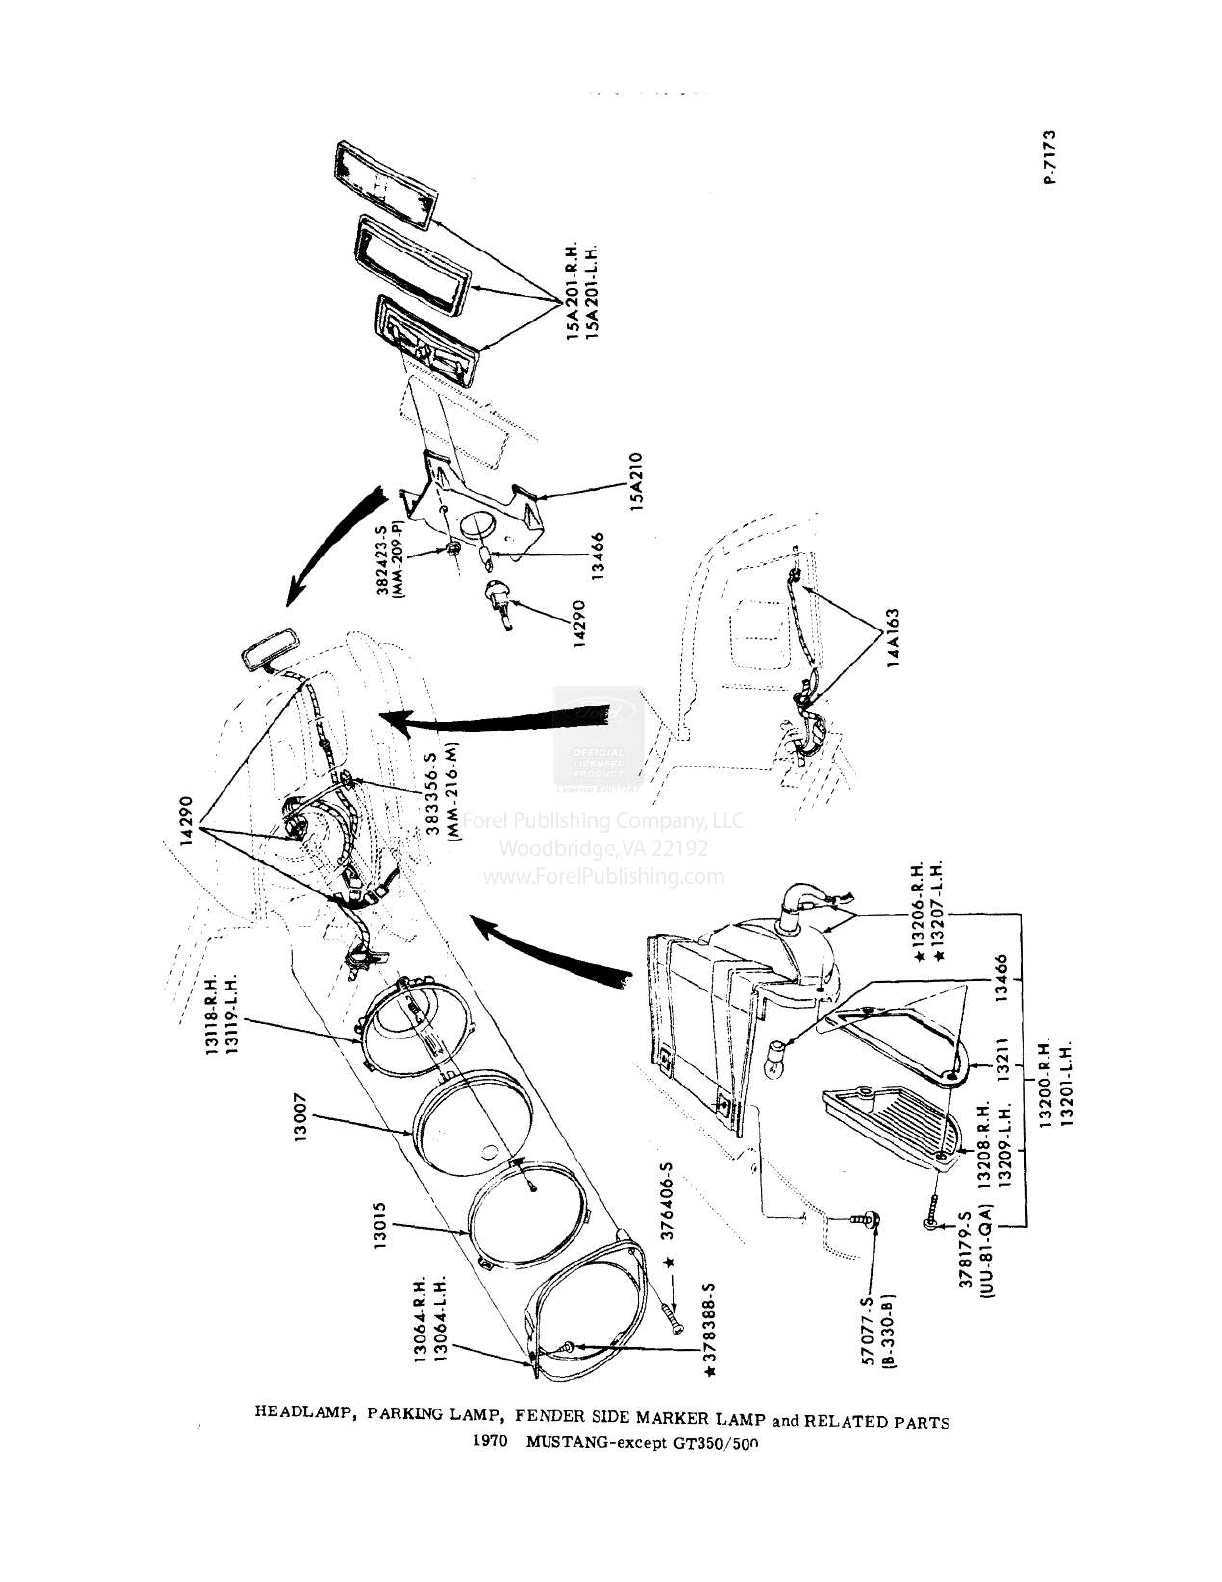 P-7173
15A201-R.H.
15A201-L.H.
15A210
382423-S
(MM-209-P)
13466
14290
14A163
14290
383356-S
(MM-216-M)
OFFICIAL
LICENSED
PRODUCT
Forel Publishing Company, LLC
Woodbridge, VA 22192
www.ForelPublishing.com
13118-R.H.
13119-L.H.
13007
13015
13064-R.H.
13064-L.H.
★ 376406-S
★378388-S
★13206-R.H.
★13207-L.H.
13466
13211
13200-R.H.
13201-L.H.
13208-R.H.
13209-L.H.
378179-S
(UU-81-QA)
57077-S
(B-330-B)
HEADLAMP, PARKING LAMP, FENDER SIDE MARKER LAMP and RELATED PARTS
1970 MUSTANG-except GT350/500